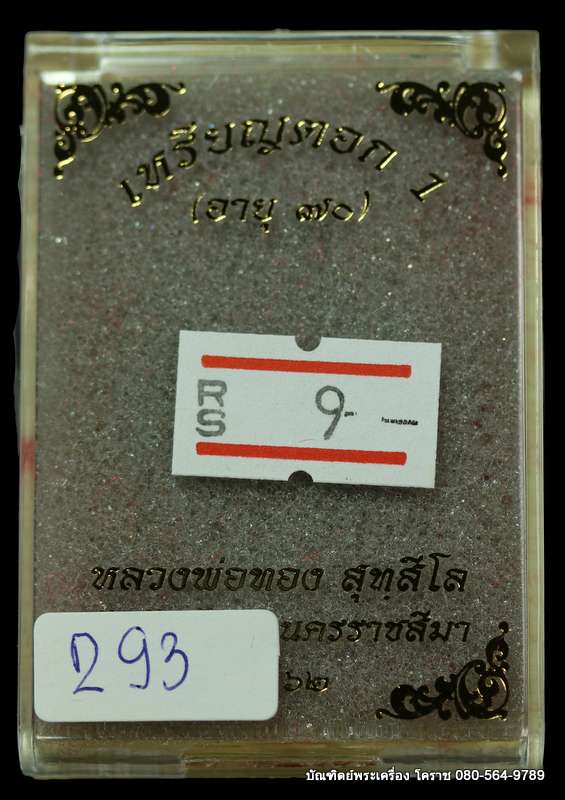 เหรียญตอก 1
(อายุ ๗๐)
RS 9
หลวงพ่อทอง สุทฺสีโล
นครราชสีมา
293
๖๒
บัณฑิตย์พระเครื่อง โคราช 080-564-9789